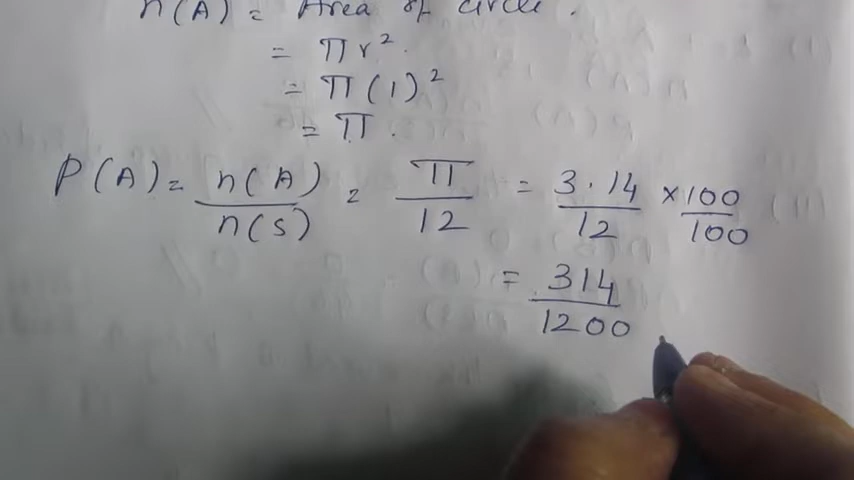 n(A) = Area of circle.
= πr².
= π(1)²
= π.
P(A) = n(A)/n(S) = π/12 = 3.14/12 × 100/100
= 314/1200